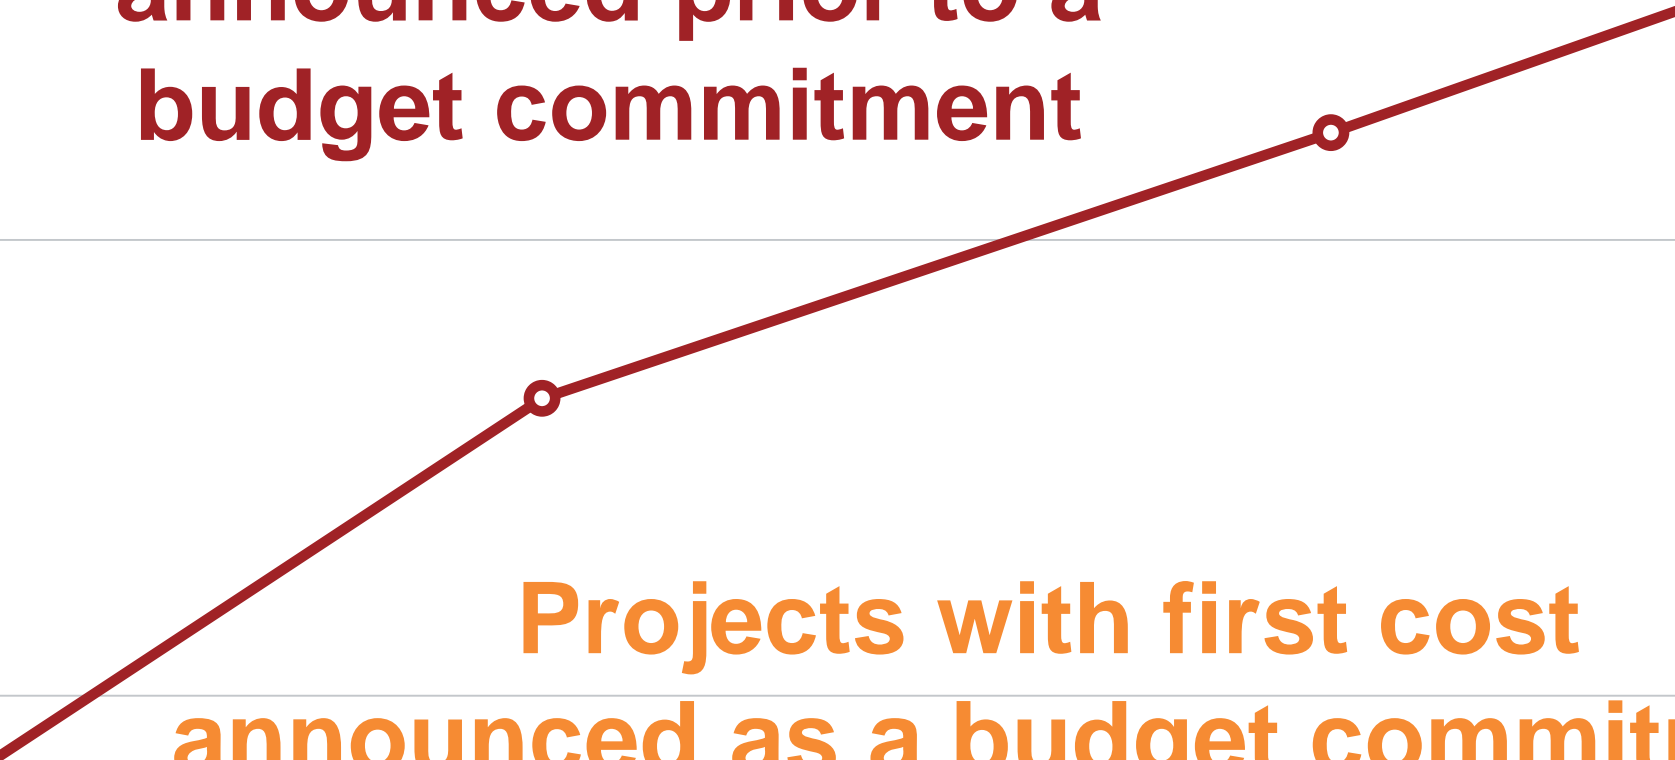 announced prior to a
budget commitment
Projects with first cost
announced as a budget